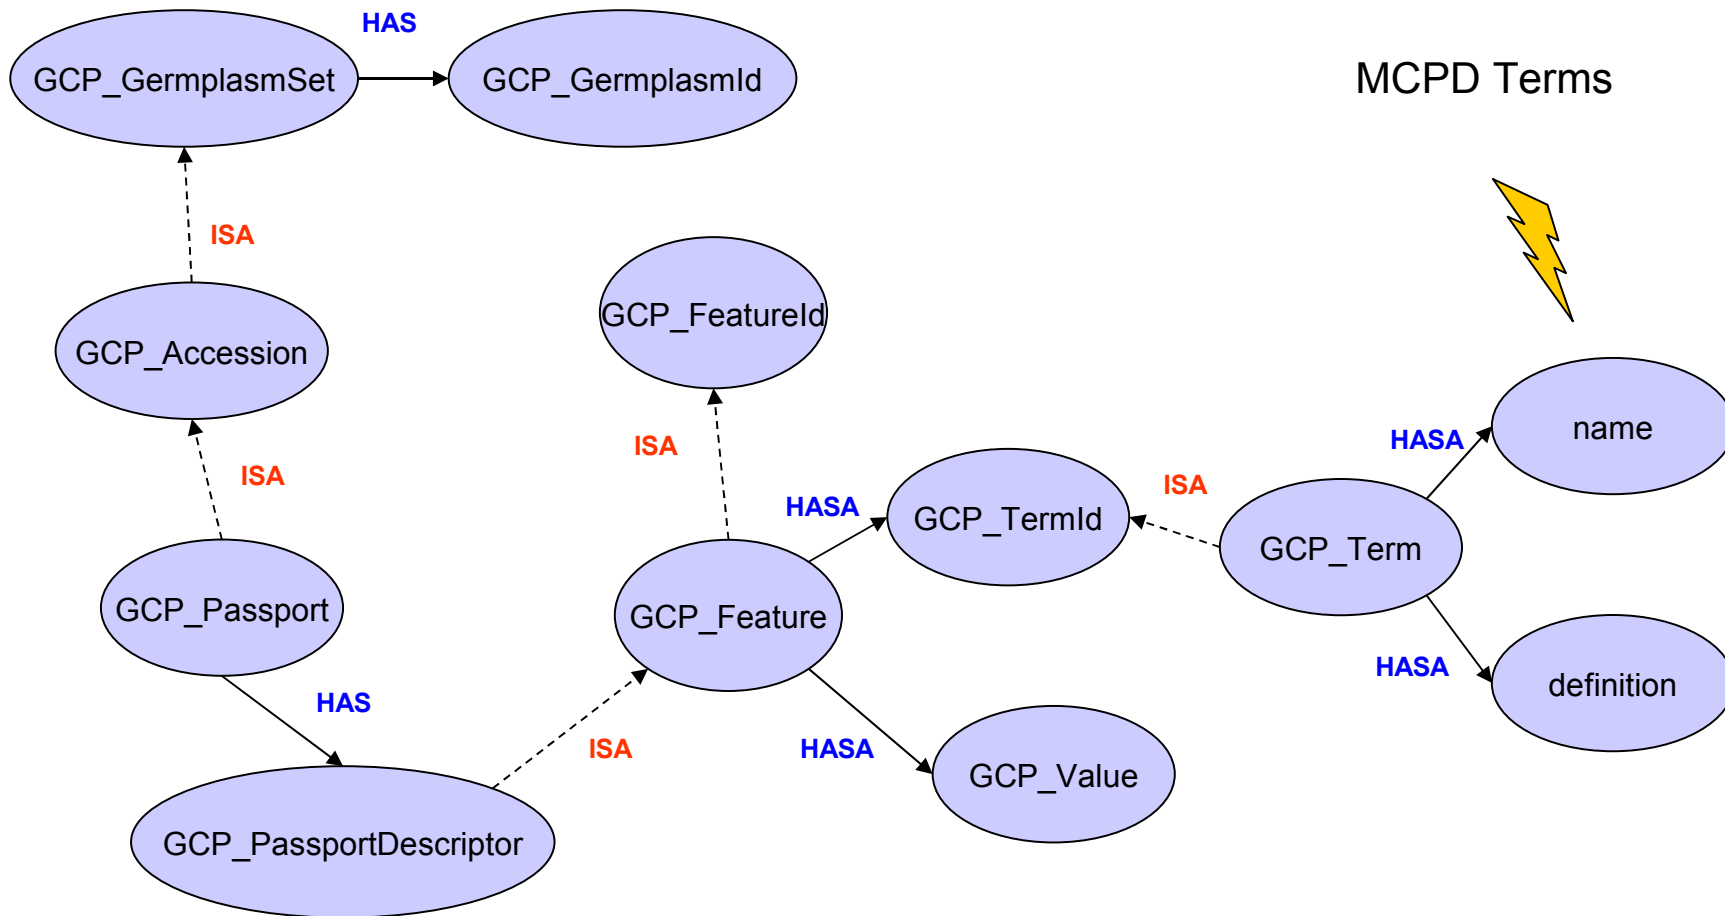 HAS
GCP_GermplasmSet
GCP_GermplasmId
MCPD Terms
ISA
GCP_FeatureId
GCP_Accession
name
HASA
ISA
ISA
ISA
HASA
GCP_TermId
GCP_Term
GCP_Passport
GCP_Feature
HASA
definition
HAS
ISA
HASA
GCP_Value
GCP_PassportDescriptor